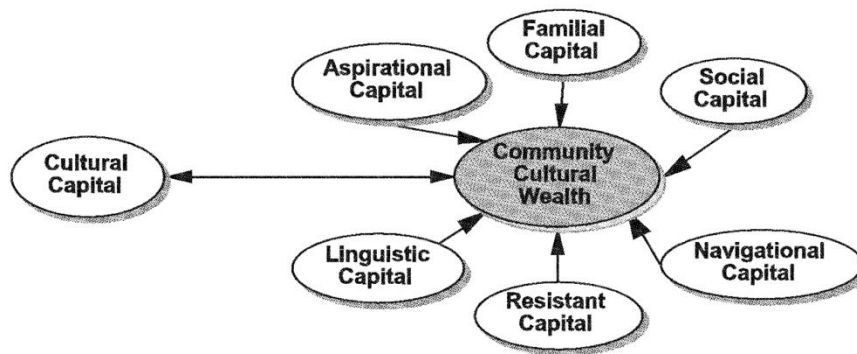 Familial
Capital
Aspirational
Capital
Social
Capital
Community
Cultural
Wealth
Cultural
Capital
Linguistic
Capital
Navigational
Capital
Resistant
Capital